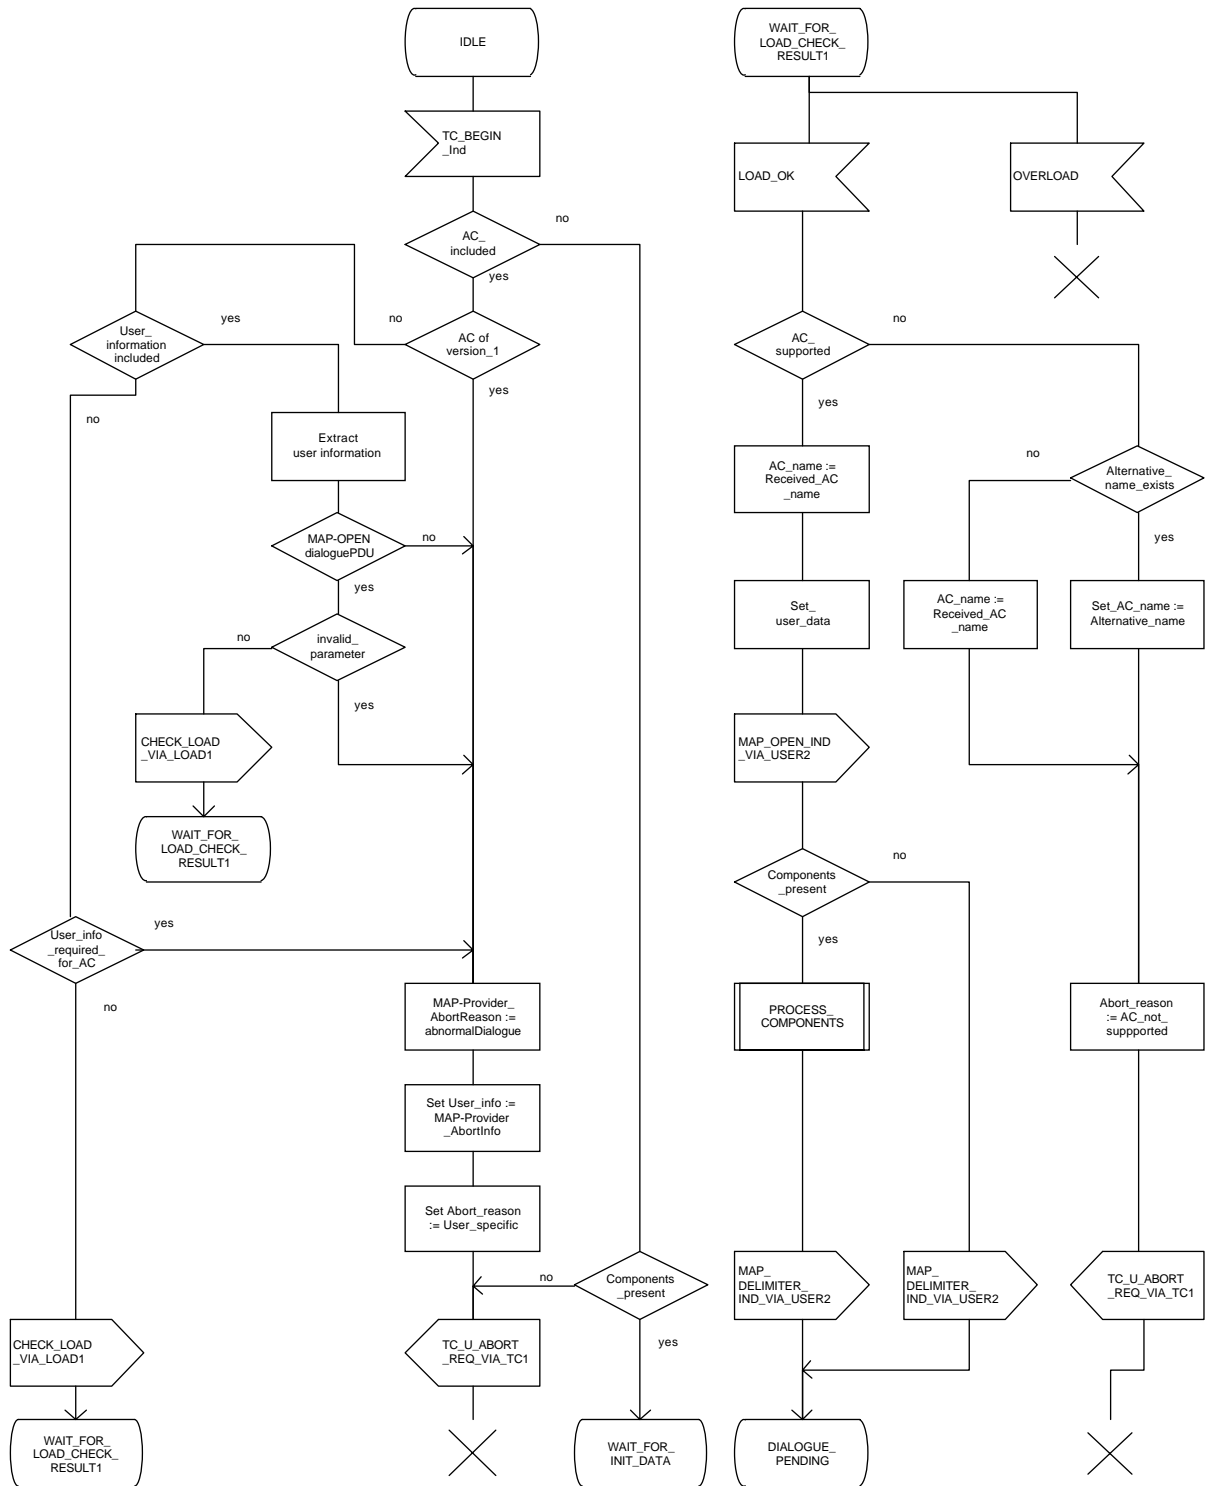 IDLE
TC_BEGIN
_Ind
no
AC_
included
yes
User_
information
included
yes
no
AC of
version_1
yes
no
Extract
user information
MAP-OPEN
dialoguePDU
no
yes
no
invalid_
parameter
yes
CHECK_LOAD
_VIA_LOAD1
WAIT_FOR_
LOAD_CHECK_
RESULT1
User_info
_required_
for_AC
yes
no
MAP-Provider_
AbortReason :=
abnormalDialogue
Set User_info :=
MAP-Provider
_AbortInfo
Set Abort_reason
:= User_specific
no
Components
_present
yes
CHECK_LOAD
_VIA_LOAD1
TC_U_ABORT
_REQ_VIA_TC1
WAIT_FOR_
LOAD_CHECK_
RESULT1
WAIT_FOR_
INIT_DATA
WAIT_FOR_
LOAD_CHECK_
RESULT1
LOAD_OK
OVERLOAD
AC_
supported
no
yes
AC_name :=
Received_AC
_name
no
Alternative_
name_exists
yes
Set_
user_data
AC_name :=
Received_AC
_name
Set_AC_name :=
Alternative_name
MAP_OPEN_IND
_VIA_USER2
Components
_present
no
yes
PROCESS_
COMPONENTS
Abort_reason
:= AC_not_
suppported
MAP_
DELIMITER_
IND_VIA_USER2
MAP_
DELIMITER_
IND_VIA_USER2
TC_U_ABORT
_REQ_VIA_TC1
DIALOGUE_
PENDING